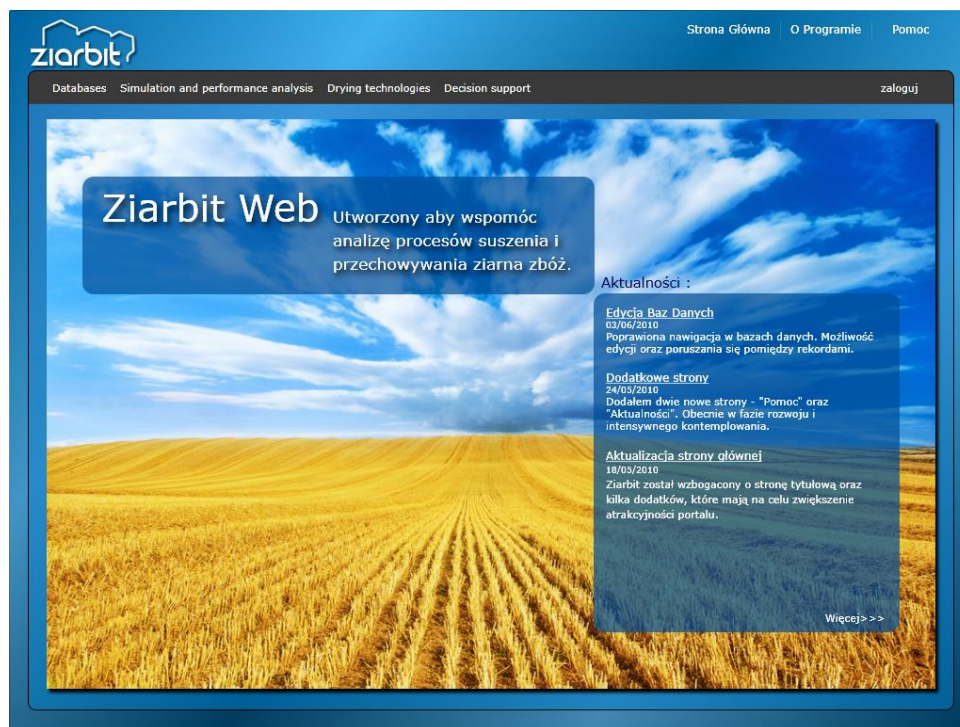 ziarbit
Strona Główna O Programie Pomoc
Databases Simulation and performance analysis Drying technologies Decision support zaloguj
Ziarbit Web
Utworzony aby wspomóc
analizę procesów suszenia i
przechowywania ziarna zbóż.
Aktualności :
Edycja Baz Danych
03/06/2010
Poprawiona nawigacja w bazach danych. Możliwość
edycji oraz poruszania się pomiędzy rekordami.
Dodatkowe strony
24/05/2010
Dodałem dwie nowe strony - "Pomoc" oraz
"Aktualności". Obecnie w fazie rozwoju i
intensywnego kontemplowania.
Aktualizacja strony głównej
18/05/2010
Ziarbit został wzbogacony o stronę tytułową oraz
kilka dodatków, które mają na celu zwiększenie
atrakcyjności portalu.
Więcej>>>